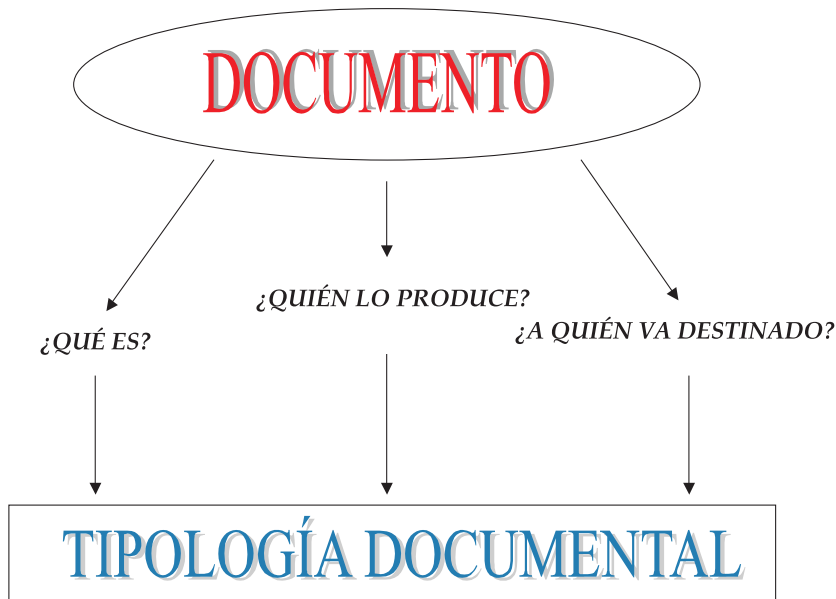 DOCUMENTO
¿QUIÉN LO PRODUCE?
¿QUÉ ES?
¿A QUIÉN VA DESTINADO?
TIPOLOGÍA DOCUMENTAL